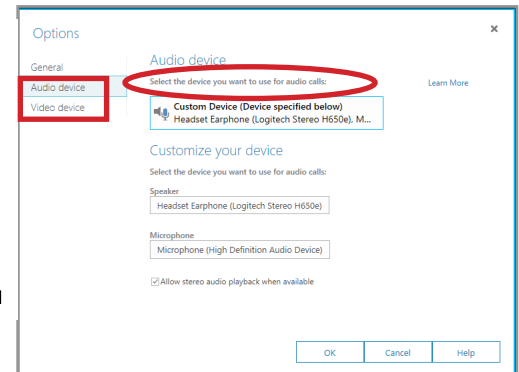 Options
General
Audio device
Video device
Audio device
Select the device you want to use for audio calls:
Learn More
Custom Device (Device specified below)
Headset Earphone (Logitech Stereo H650e), M...
Customize your device
Select the device you want to use for audio calls:
Speaker
Headset Earphone (Logitech Stereo H650e)
Microphone
Microphone (High Definition Audio Device)
Allow stereo audio playback when available
OK
Cancel
Help